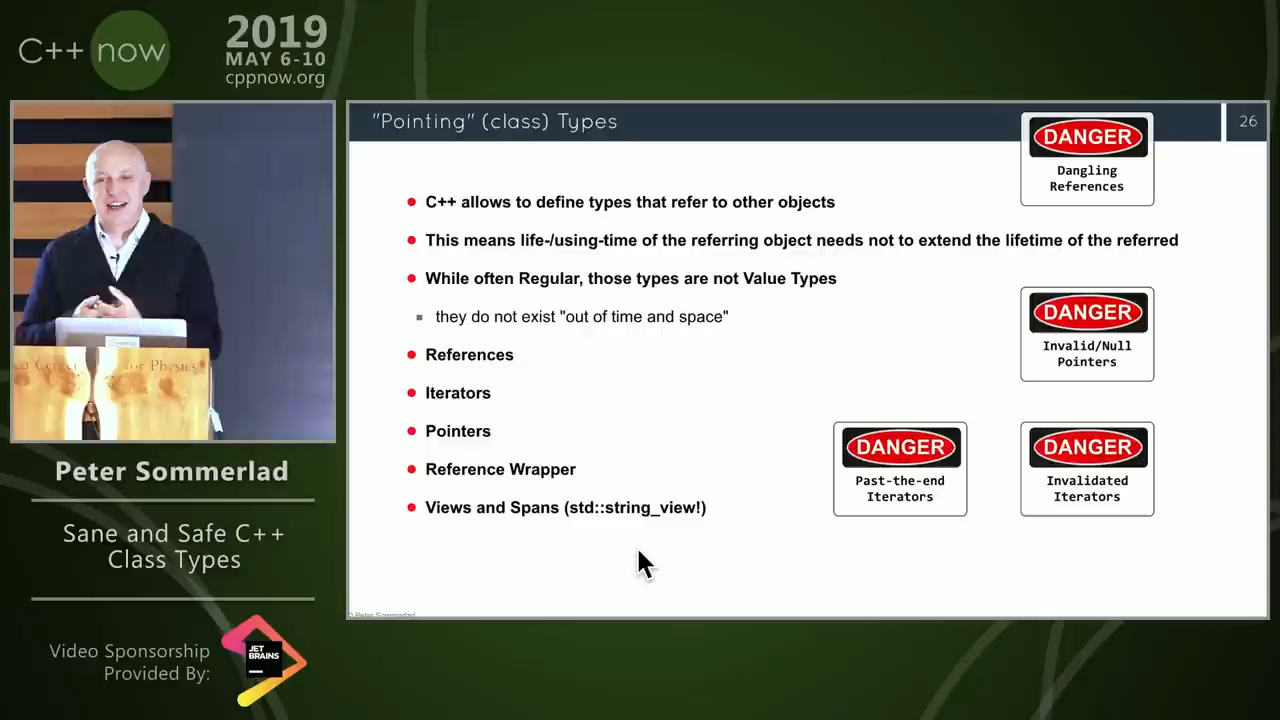 C++ now
2019
MAY 6-10
cppnow.org
"Pointing" (class) Types
26
DANGER
Dangling
References
C++ allows to define types that refer to other objects
This means life-/using-time of the referring object needs not to extend the lifetime of the referred
While often Regular, those types are not Value Types
they do not exist "out of time and space"
References
Iterators
Pointers
Reference Wrapper
Views and Spans (std::string_view!)
DANGER
Invalid/Null
Pointers
DANGER
Past-the-end
Iterators
DANGER
Invalidated
Iterators
Peter Sommerlad
Sane and Safe C++
Class Types
Video Sponsorship
Provided By:
JET
BRAINS
Peter Sommerlad